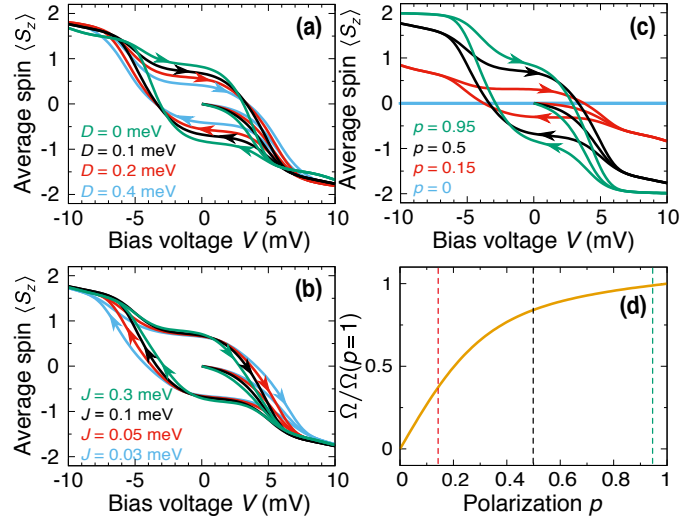 (a)
Average spin ⟨S_z⟩
2
1
0
-1
-2
D = 0 meV
D = 0.1 meV
D = 0.2 meV
D = 0.4 meV
-10 -5 0 5 10
Bias voltage V (mV)
(c)
Average spin ⟨S_z⟩
2
1
0
-1
-2
p = 0.95
p = 0.5
p = 0.15
p = 0
-10 -5 0 5 10
Bias voltage V (mV)
(b)
Average spin ⟨S_z⟩
2
1
0
-1
-2
J = 0.3 meV
J = 0.1 meV
J = 0.05 meV
J = 0.03 meV
-10 -5 0 5 10
Bias voltage V (mV)
(d)
Ω/Ω(p=1)
1
0.5
0
0 0.2 0.4 0.6 0.8 1
Polarization p